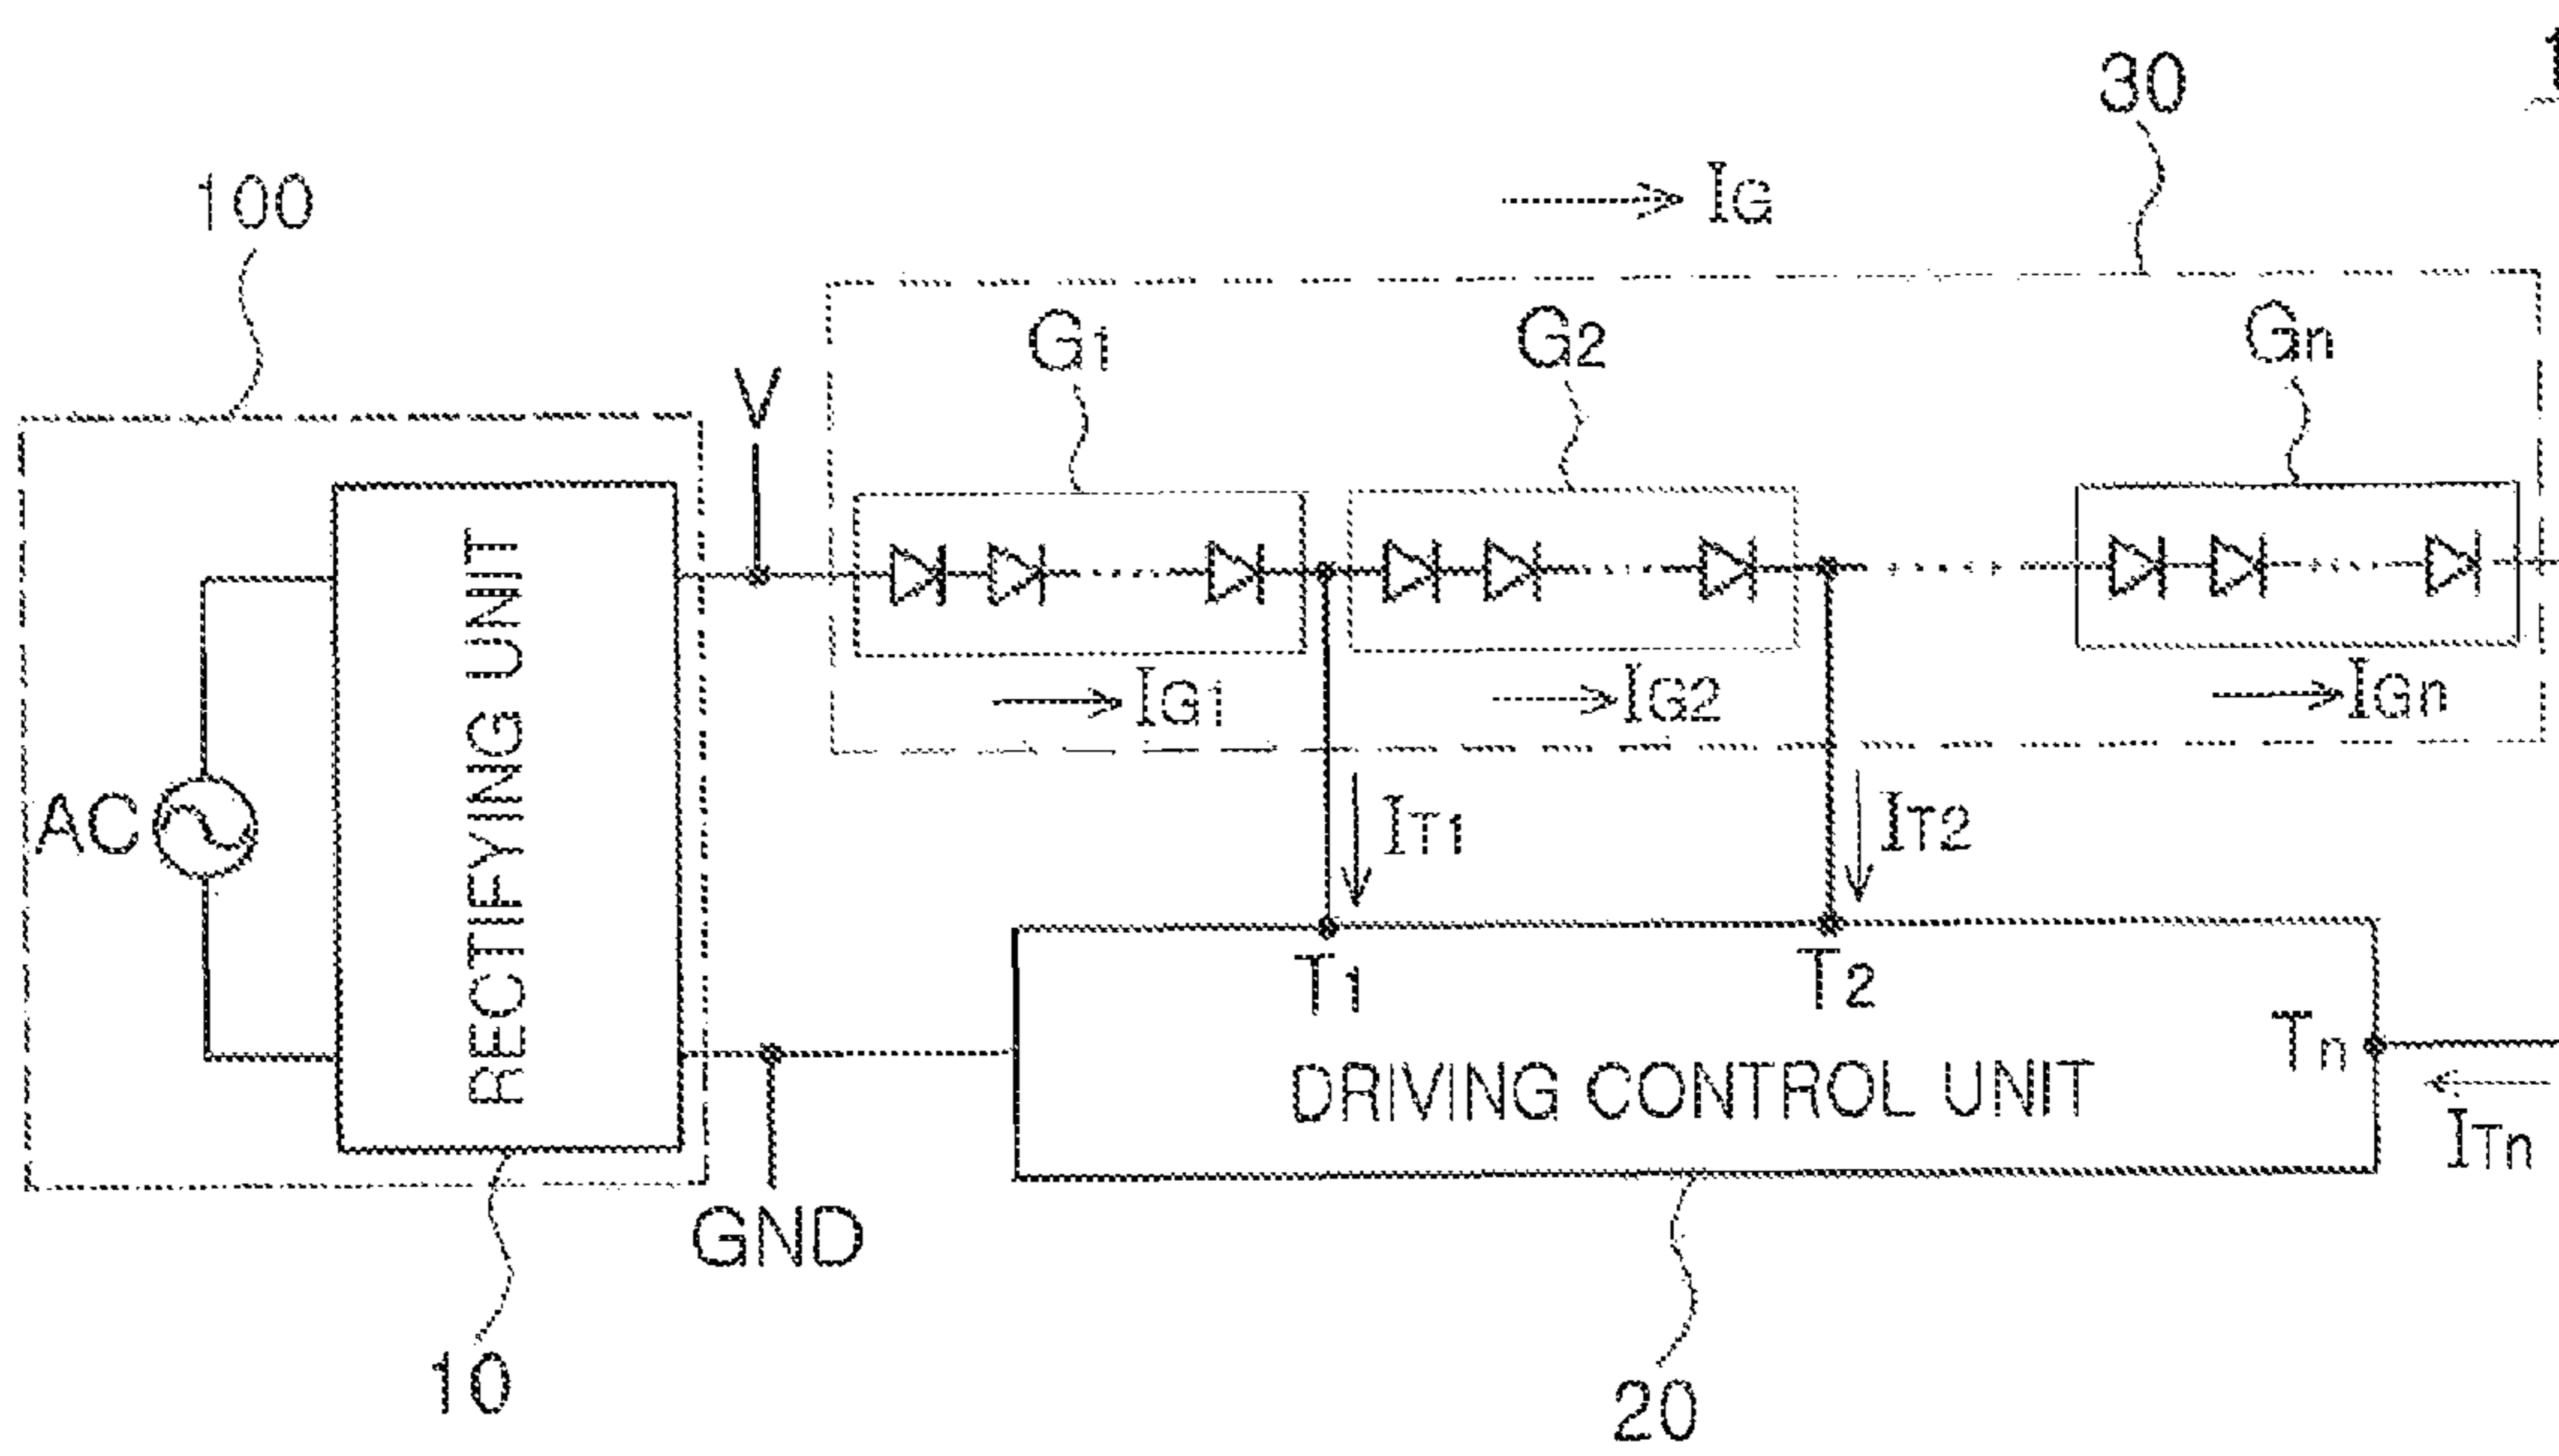 1
30
100
IG
G1
G2
Gn
V
RECTIFYING UNIT
IG1
IG2
IGn
AC
IT1
IT2
T1
T2
Tn
DRIVING CONTROL UNIT
ITn
GND
10
20